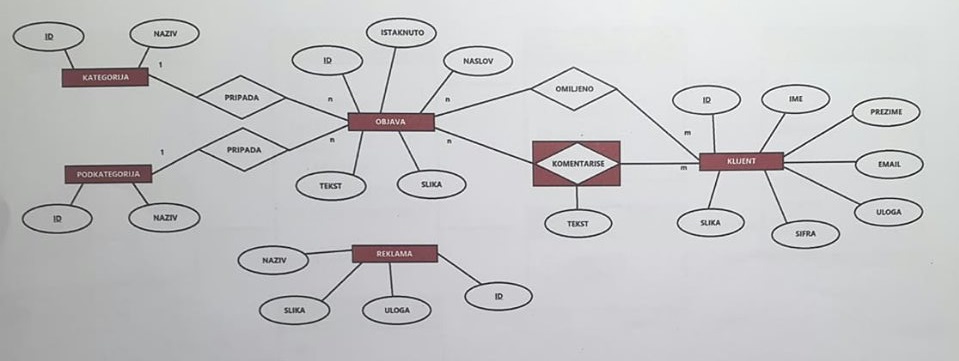 ID
NAZIV
KATEGORIJA
1
PRIPADA
n
ID
ISTAKNUTO
NASLOV
OBJAVA
n
n
n
TEKST
SLIKA
PODKATEGORIJA
1
PRIPADA
ID
NAZIV
OMILJENO
m
KOMENTARISE
m
TEKST
ID
IME
PREZIME
KLIJENT
EMAIL
ULOGA
SLIKA
SIFRA
REKLAMA
NAZIV
SLIKA
ULOGA
ID